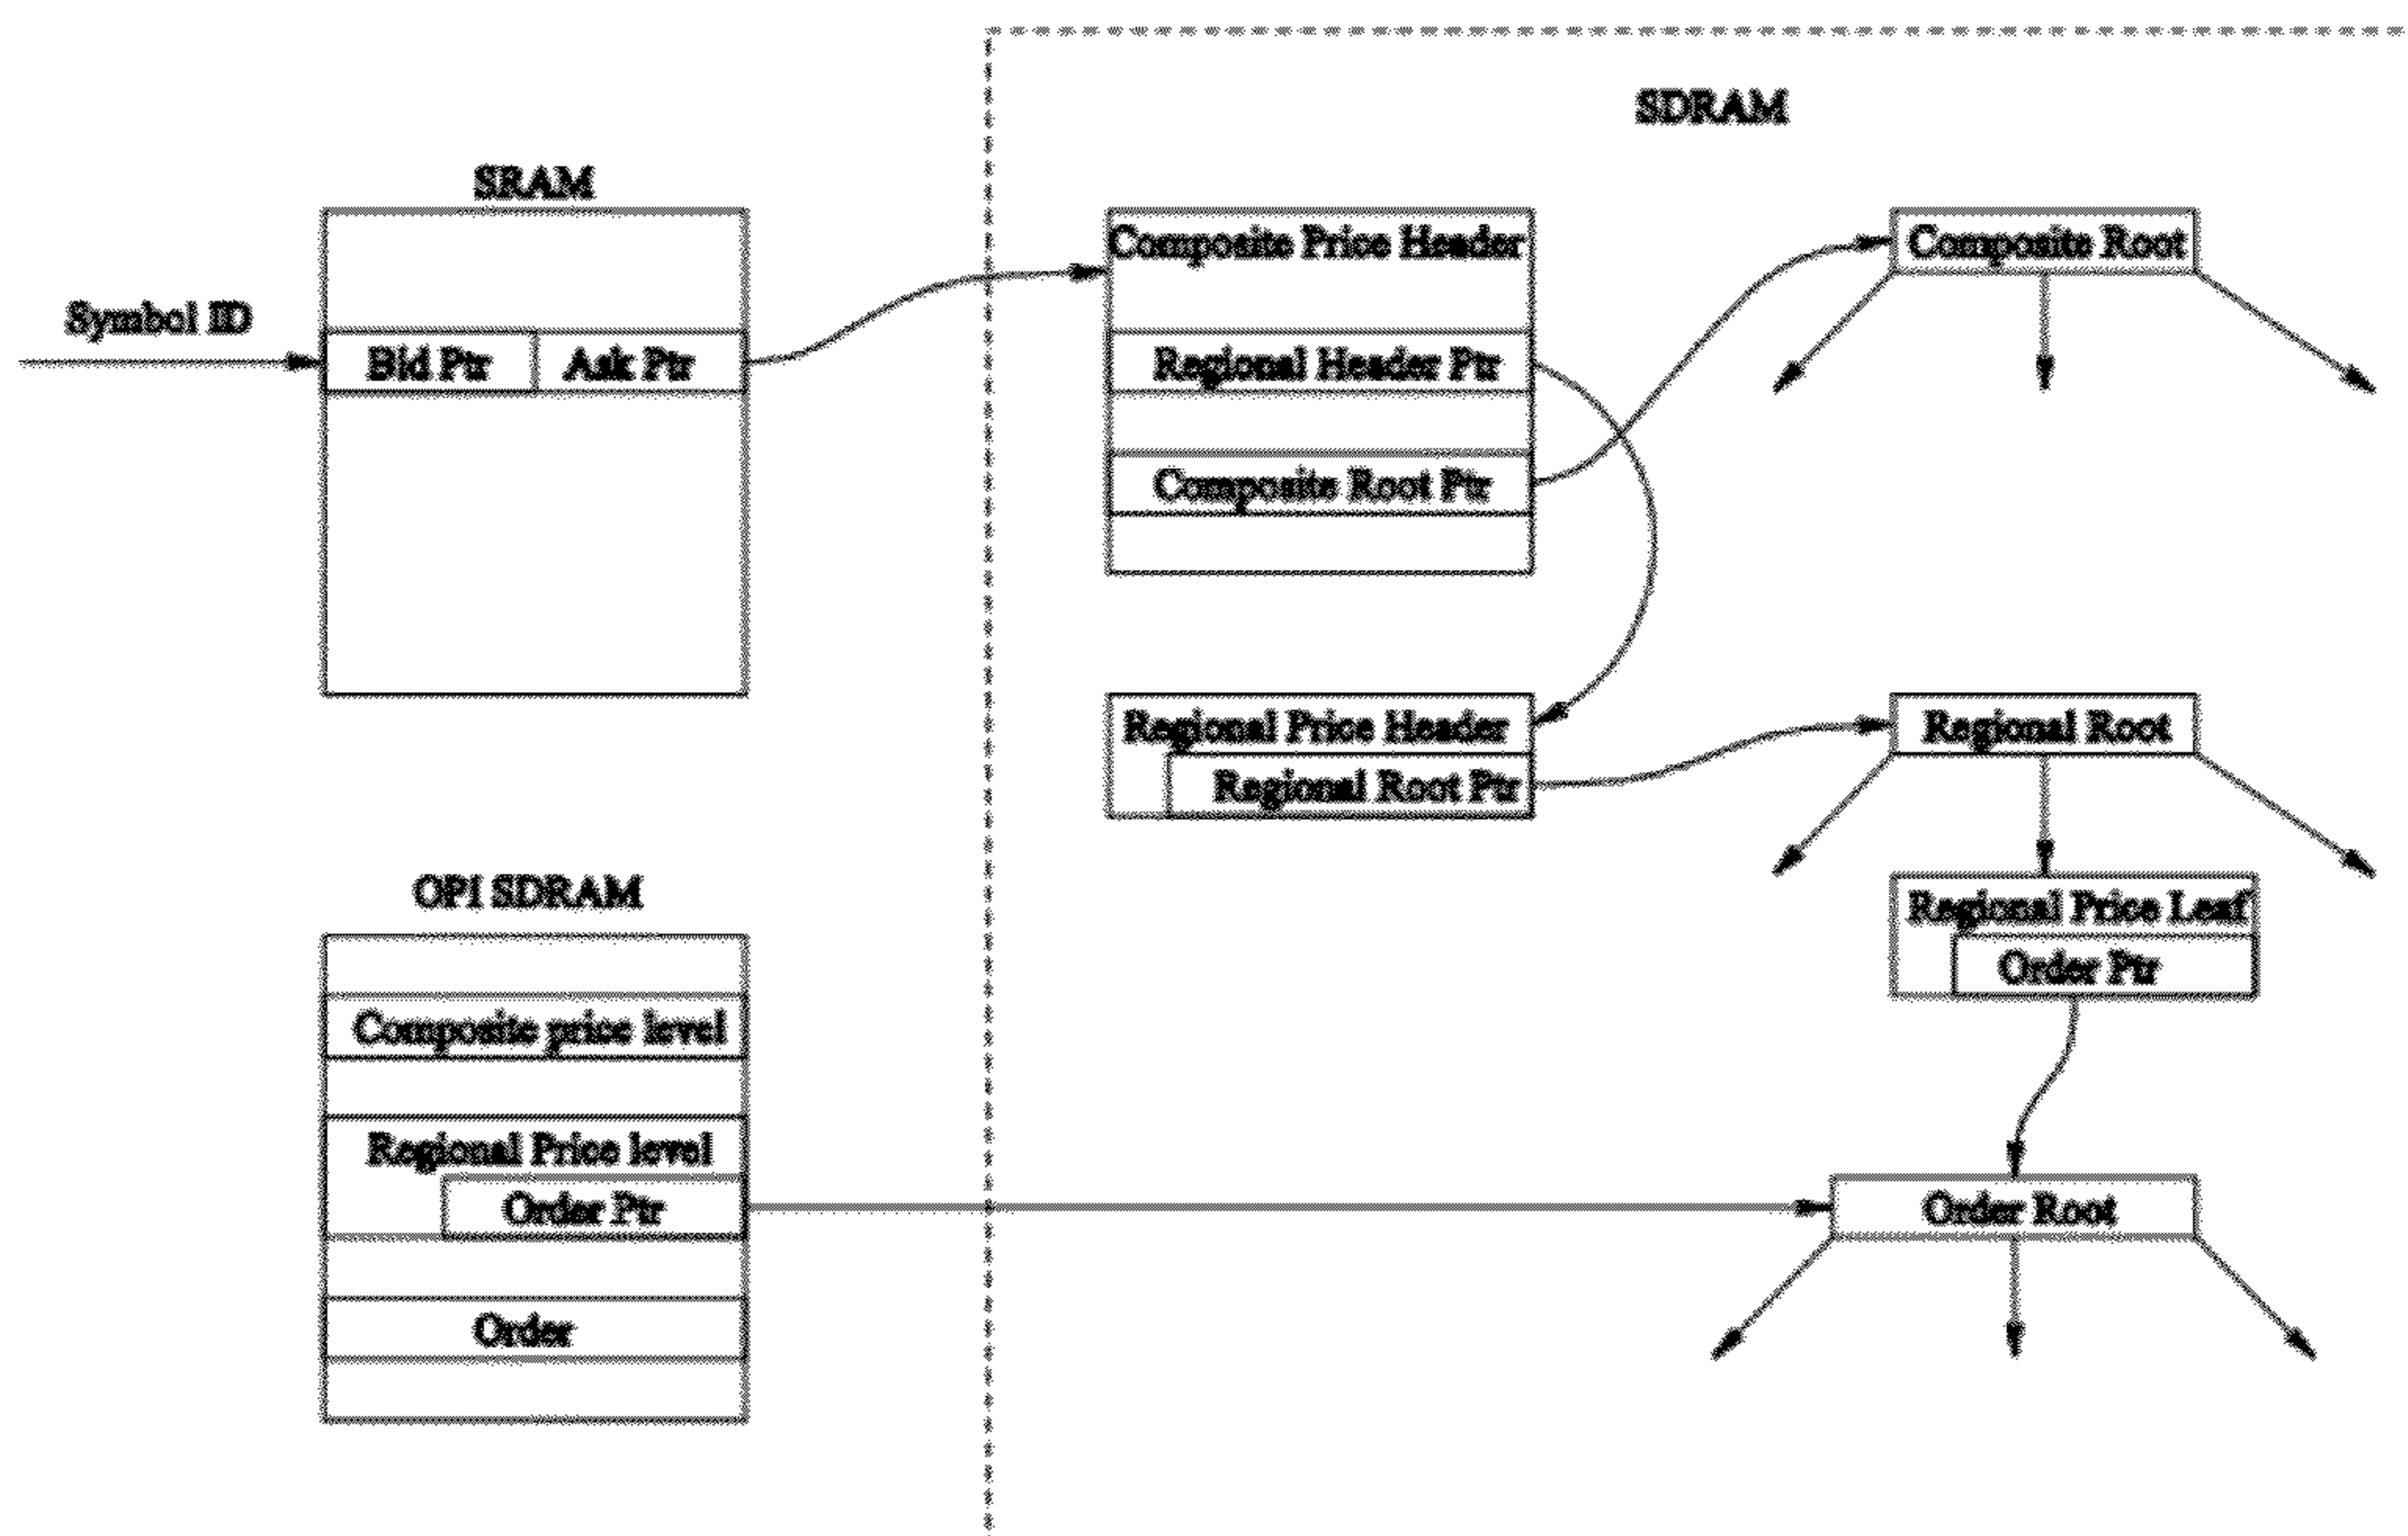 SDRAM
SRAM
Symbol ID
Bid Ptr
Ask Ptr
Composite Price Header
Regional Header Ptr
Composite Root Ptr
Composite Root
Regional Price Header
Regional Root Ptr
Regional Root
Regional Price Leaf
Order Ptr
OPI SDRAM
Composite price level
Regional Price level
Order Ptr
Order
Order Root